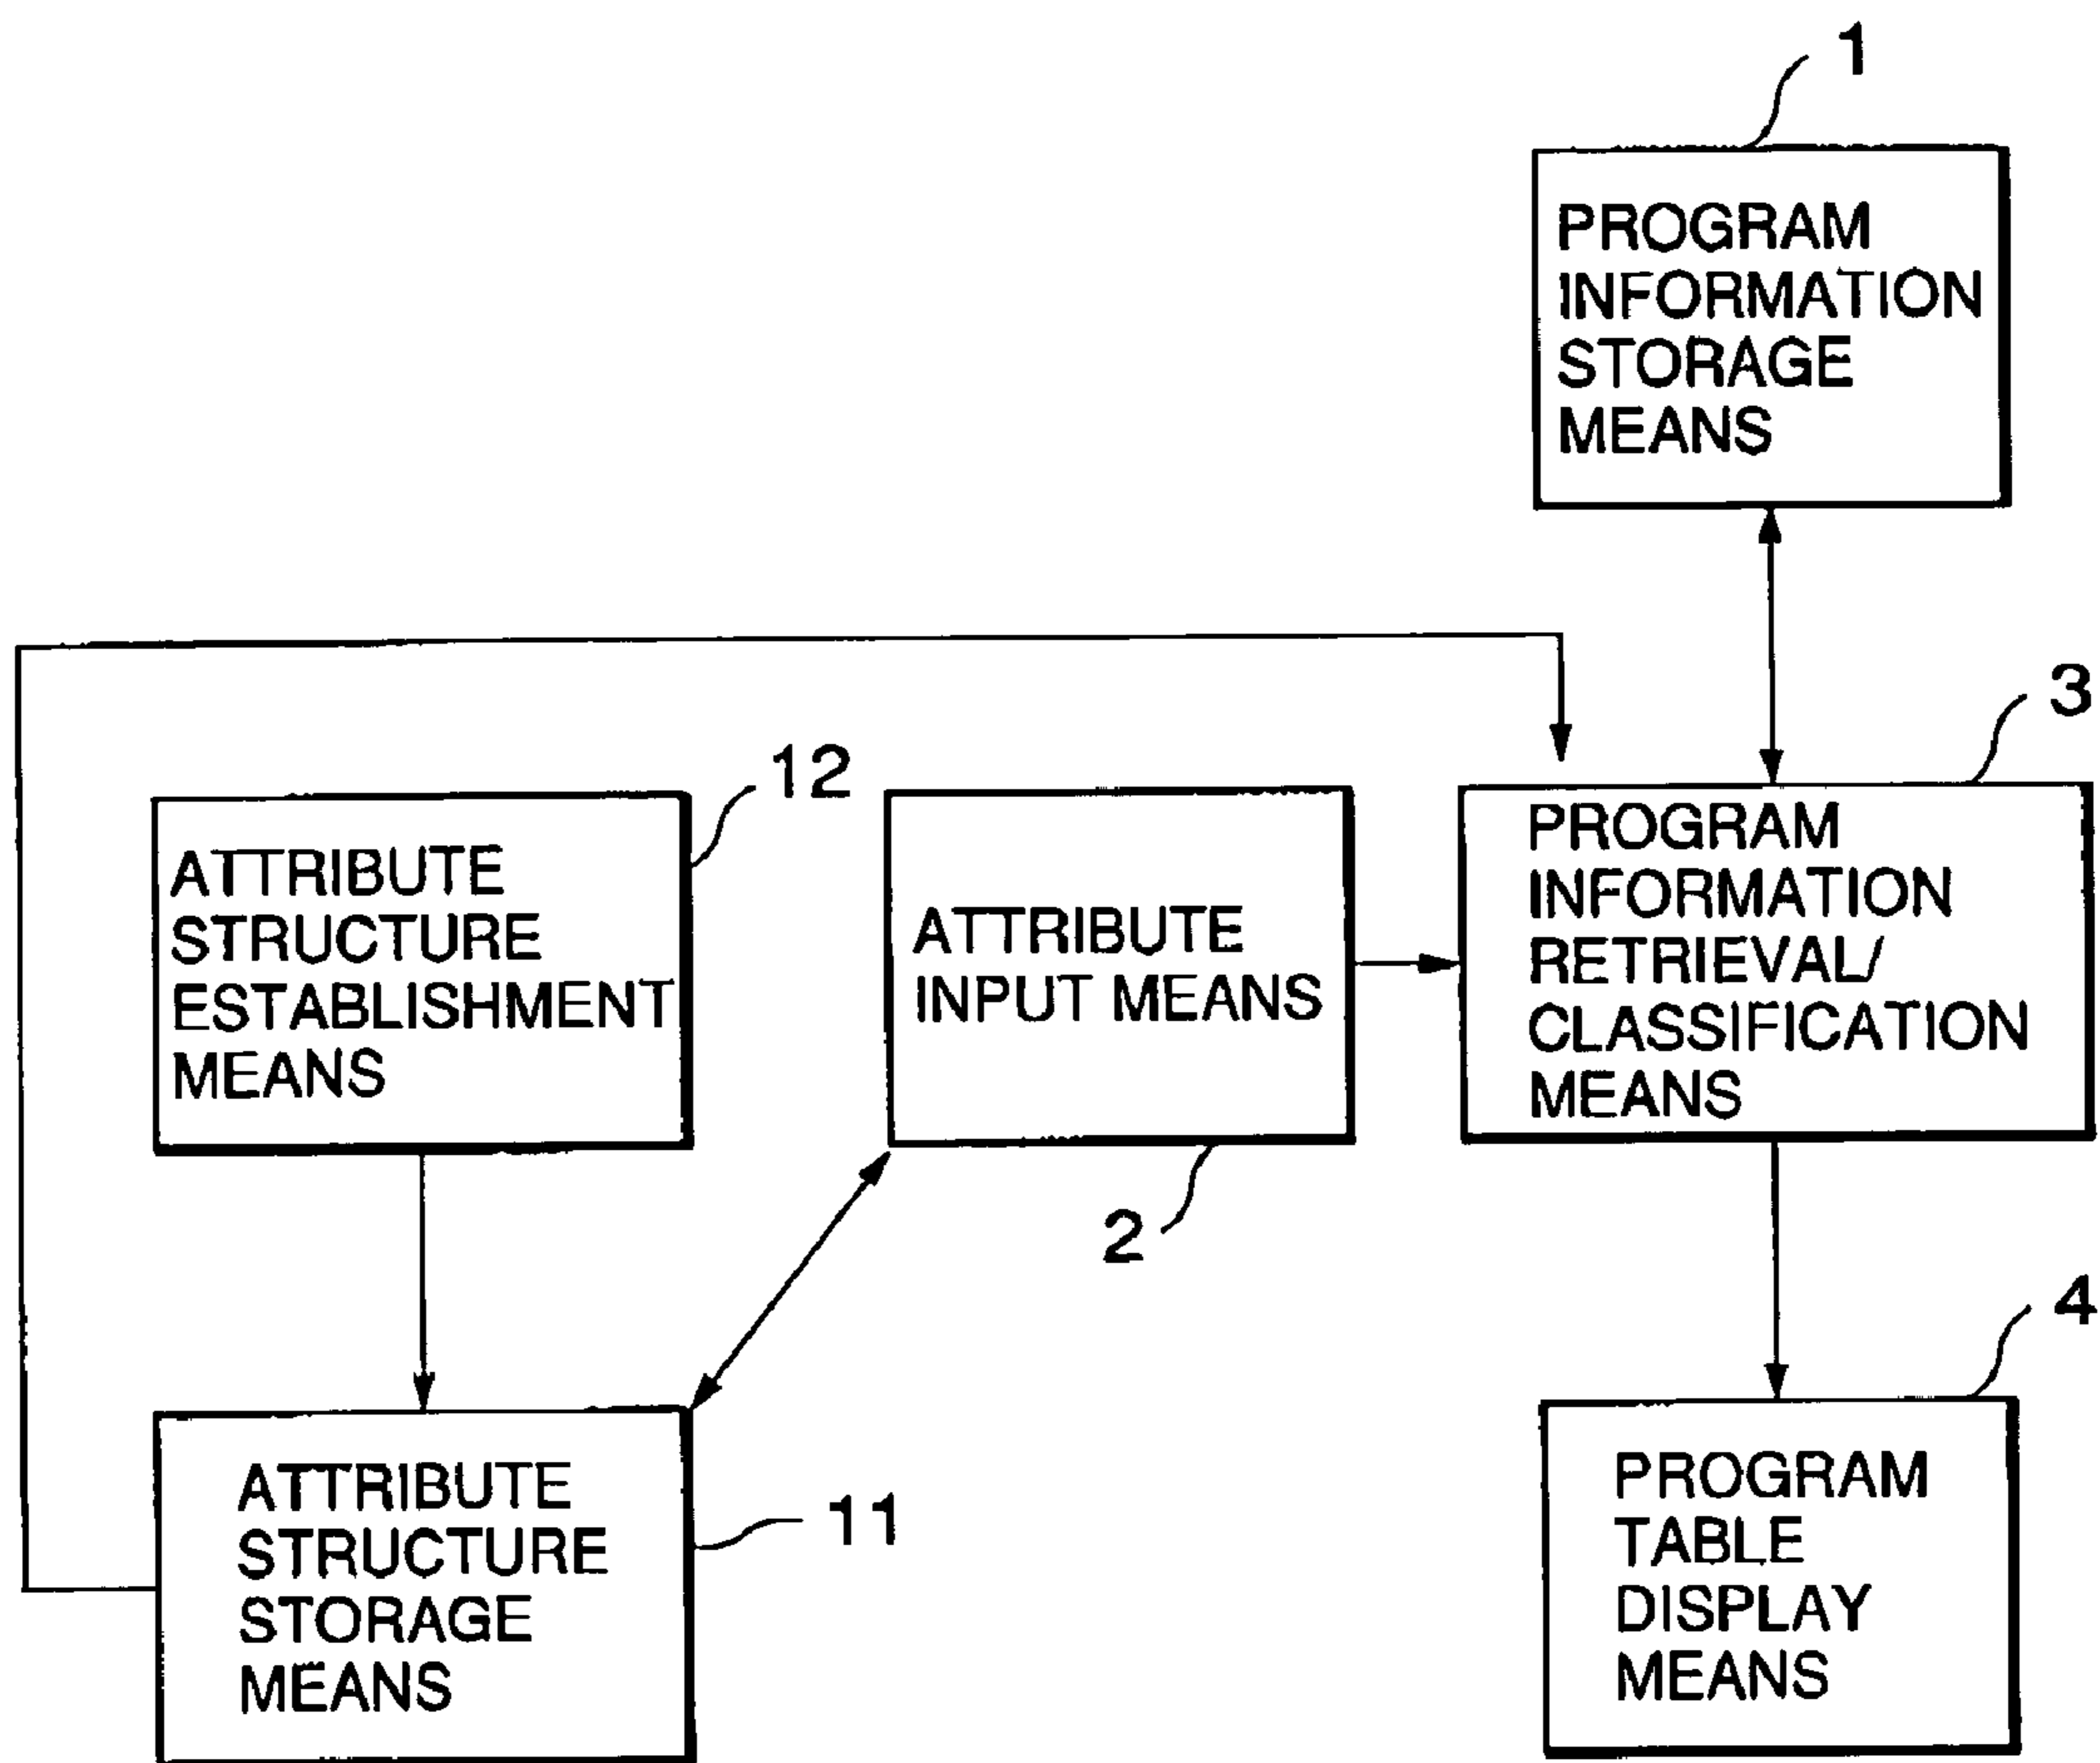 1
PROGRAM
INFORMATION
STORAGE
MEANS
3
PROGRAM
INFORMATION
RETRIEVAL/
CLASSIFICATION
MEANS
12
ATTRIBUTE
STRUCTURE
ESTABLISHMENT
MEANS
ATTRIBUTE
INPUT MEANS
2
4
PROGRAM
TABLE
DISPLAY
MEANS
11
ATTRIBUTE
STRUCTURE
STORAGE
MEANS